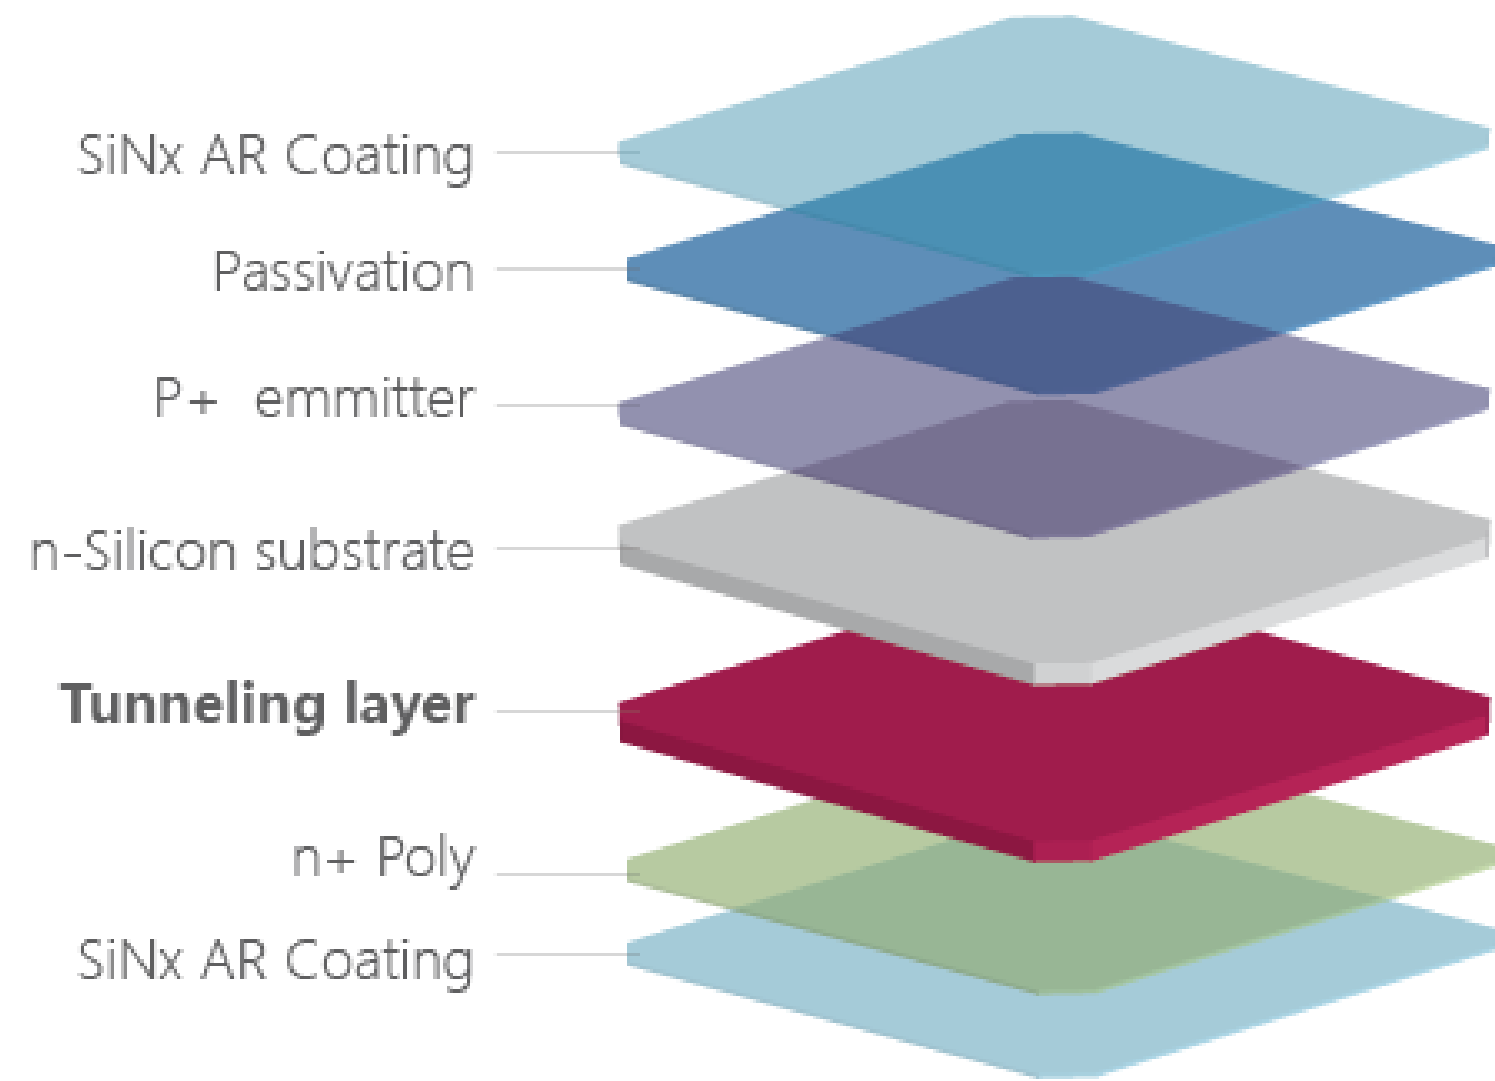 SiNx AR Coating
Passivation
P+ emmitter
n-Silicon substrate
Tunneling layer
n+ Poly
SiNx AR Coating